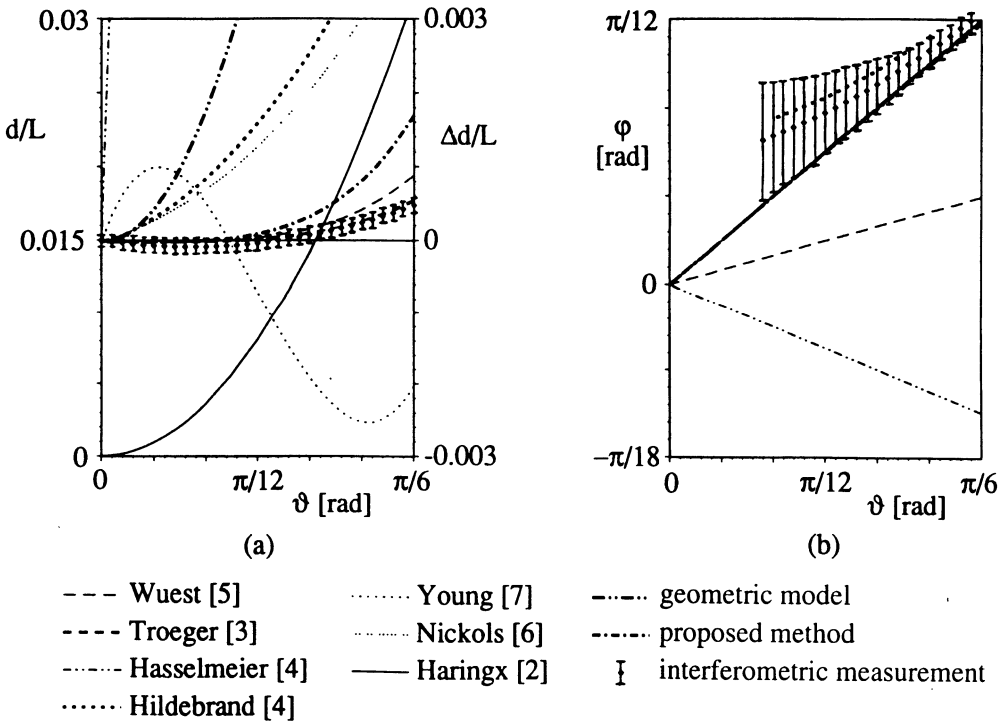 0.03
0.003
d/L
Δd/L
0.015
0
0
-0.003
0
π/12
π/6
ϑ [rad]
(a)
π/12
φ
[rad]
0
−π/18
0
π/12
π/6
ϑ [rad]
(b)
Wuest [5]
Troeger [3]
Hasselmeier [4]
Hildebrand [4]
Young [7]
Nickols [6]
Haringx [2]
geometric model
proposed method
interferometric measurement